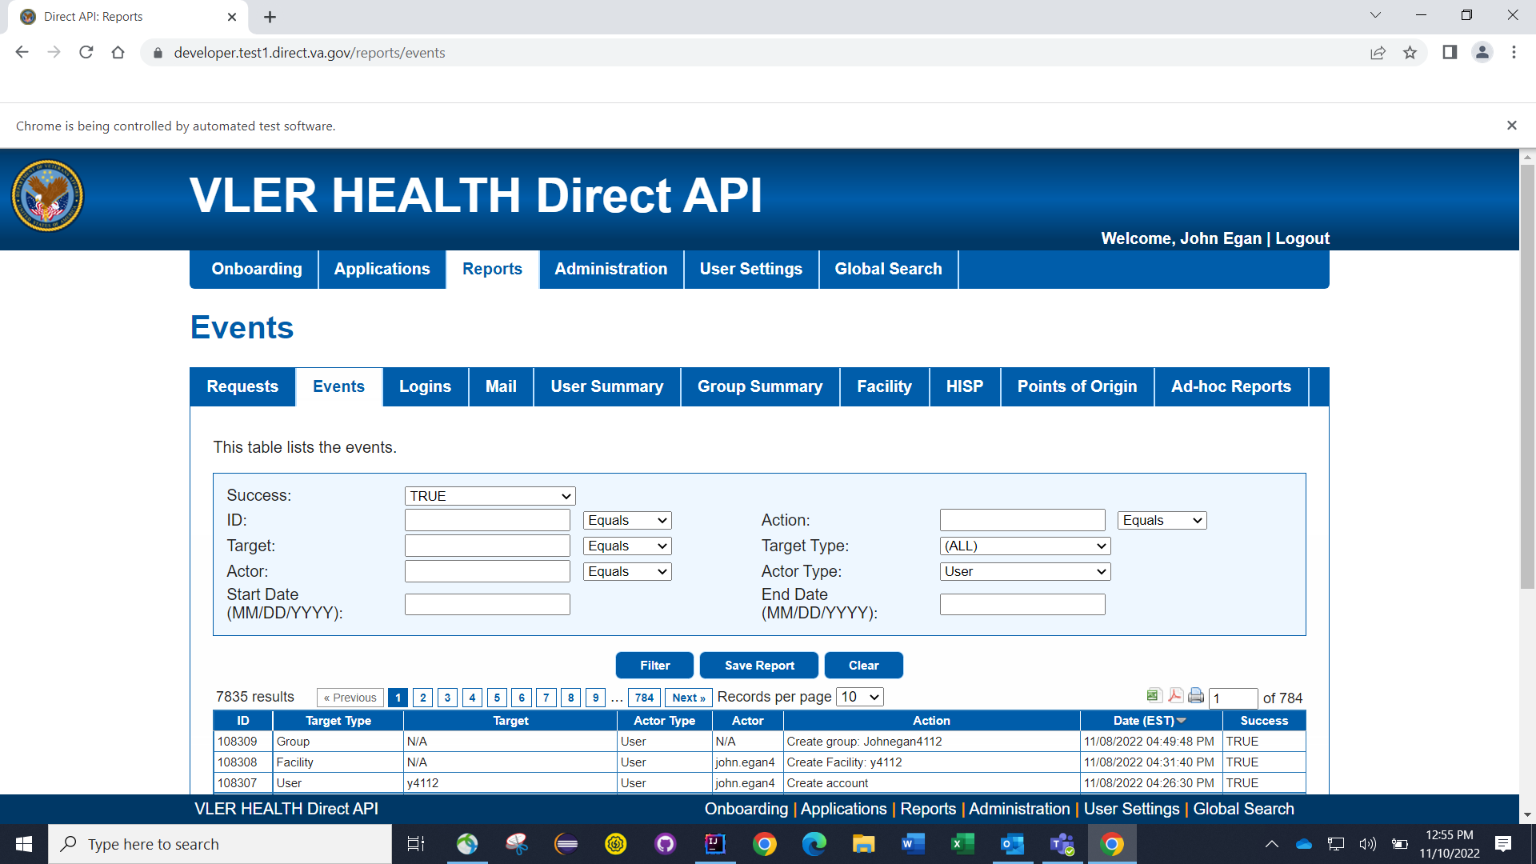 Direct API: Reports
developer.test1.direct.va.gov/reports/events
Chrome is being controlled by automated test software.
VLER HEALTH Direct API
Welcome, John Egan | Logout
Onboarding Applications Reports Administration User Settings Global Search
Events
Requests Events Logins Mail User Summary Group Summary Facility HISP Points of Origin Ad-hoc Reports
This table lists the events.
Success: TRUE
ID: Equals Action: Equals
Target: Equals Target Type: (ALL)
Actor: Equals Actor Type: User
Start Date (MM/DD/YYYY): End Date (MM/DD/YYYY):
Filter Save Report Clear
7835 results « Previous 1 2 3 4 5 6 7 8 9 ... 784 Next » Records per page 10 1 of 784
ID Target Type Target Actor Type Actor Action Date (EST) Success
108309 Group N/A User N/A Create group: Johnegan4112 11/08/2022 04:49:48 PM TRUE
108308 Facility N/A User john.egan4 Create Facility: y4112 11/08/2022 04:31:40 PM TRUE
108307 User y4112 User john.egan4 Create account 11/08/2022 04:26:30 PM TRUE
VLER HEALTH Direct API Onboarding | Applications | Reports | Administration | User Settings | Global Search
Type here to search
12:55 PM
11/10/2022